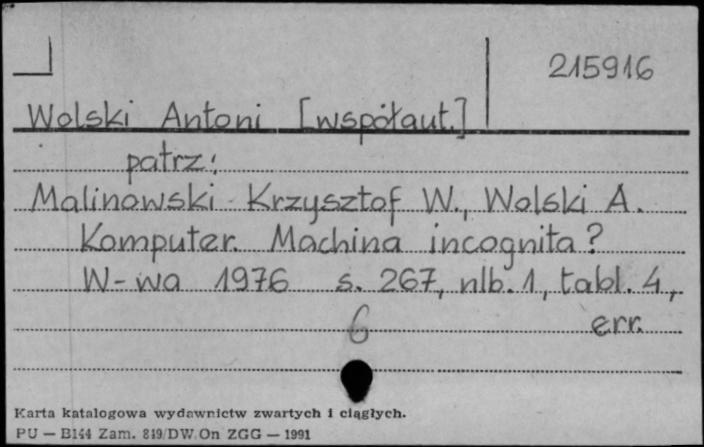 215916
Wolski Antoni [współaut.]
patrz:
Malinowski Krzysztof W., Wolski A.
Komputer. Machina incognita?
W-wa 1976 s. 267, nlb. 1, tabl. 4,
err.
6
Karta katalogowa wydawnictw zwartych i ciągłych.
PU — B144 Zam. 849/DW/On ZGG — 1991